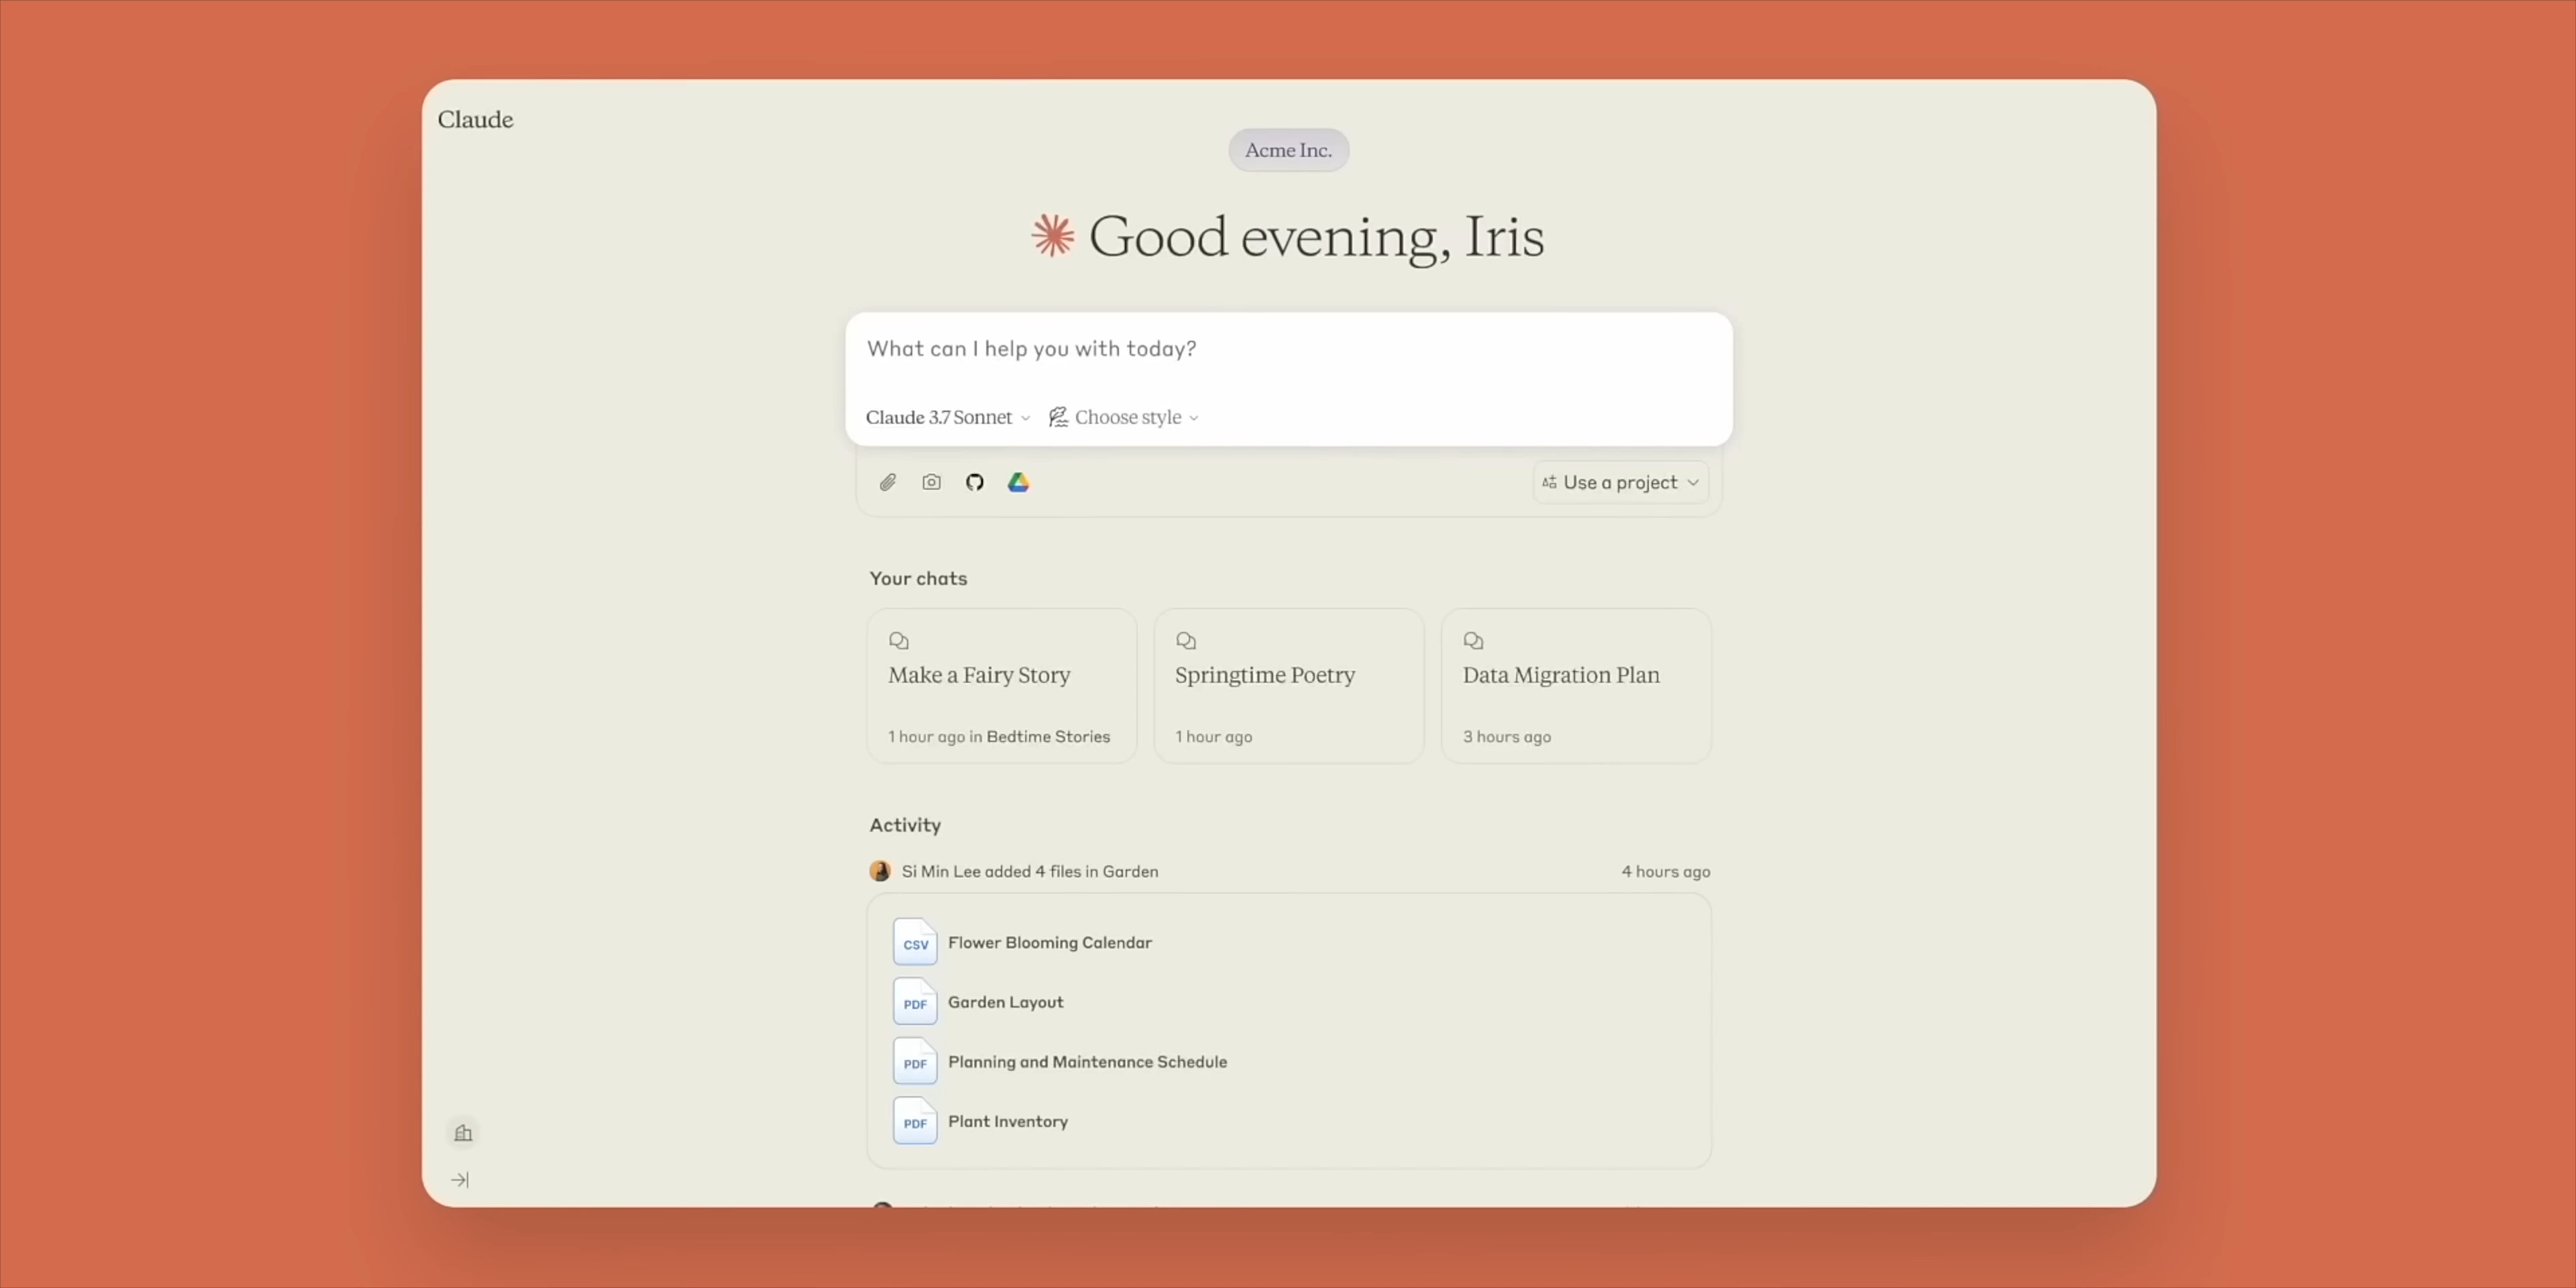 Claude
Acme Inc.
Good evening, Iris
What can I help you with today?
Claude 3.7 Sonnet
Choose style
Use a project
Your chats
Make a Fairy Story
1 hour ago in Bedtime Stories
Springtime Poetry
1 hour ago
Data Migration Plan
3 hours ago
Activity
Si Min Lee added 4 files in Garden
4 hours ago
CSV Flower Blooming Calendar
PDF Garden Layout
PDF Planning and Maintenance Schedule
PDF Plant Inventory